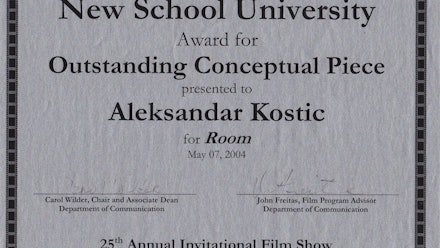 New School University
Award for
Outstanding Conceptual Piece
presented to
Aleksandar Kostic
for Room
May 07, 2004
Carol Wilder, Chair and Associate Dean
John Freitas, Film Program Advisor
Department of Communication
Department of Communication
25th Annual Invitational Film Show